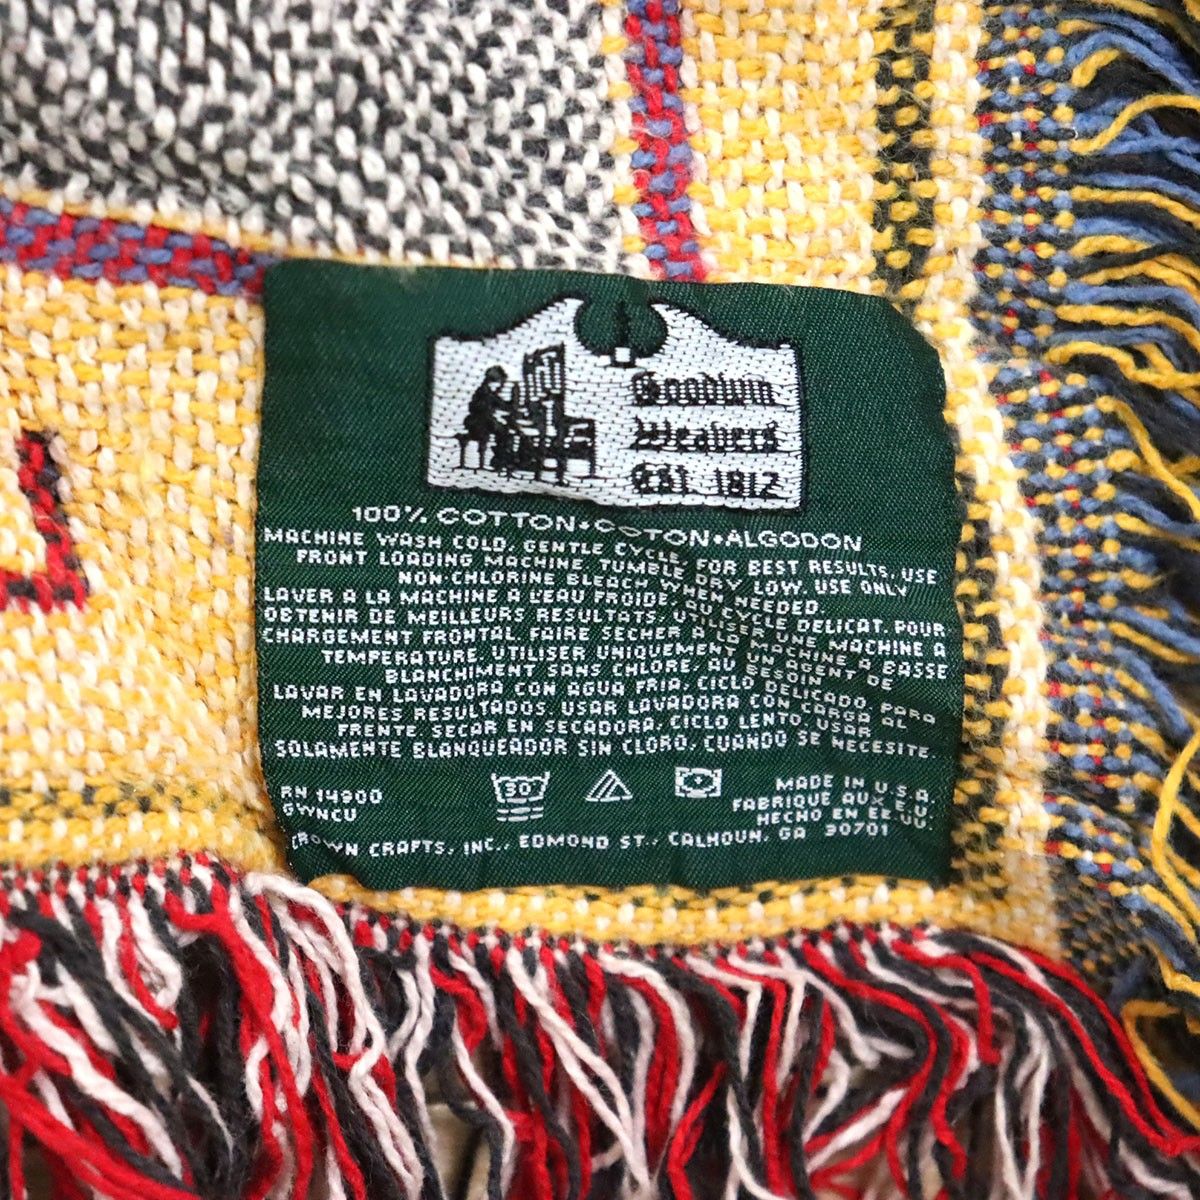 Goodwin
Weavers
Est. 1812
100% COTTON•COTON•ALGODON
MACHINE WASH COLD, GENTLE CYCLE, FOR BEST RESULTS, USE
FRONT LOADING MACHINE TUMBLE DRY, LOW. USE ONLY
NON-CHLORINE BLEACH WHEN NEEDED.
LAVER A LA MACHINE A L'EAU FROIDE, AU CYCLE DELICAT. POUR
OBTENIR DE MEILLEURS RESULTATS, UTILISER UNE MACHINE A
CHARGEMENT FRONTAL. FAIRE SECHER A LA MACHINE A BASSE
TEMPERATURE. UTILISER UNIQUEMENT UN AGENT DE
BLANCHIMENT SANS CHLORE, AU BESOIN
LAVAR EN LAVADORA CON AGUA FRIA, CICLO DELICADO. PARA
MEJORES RESULTADOS, USAR LAVADORA CON CARGA AL
FRENTE. SECAR EN SECADORA, CICLO LENTO. USAR
SOLAMENTE BLANQUEADOR SIN CLORO, CUANDO SE NECESITE.
30°
RN 14900
GWNCU
MADE IN U.S.A.
FABRIQUE AUX E.U.
HECHO EN EE.UU.
CROWN CRAFTS, INC., EDMOND ST., CALHOUN, GA 30701